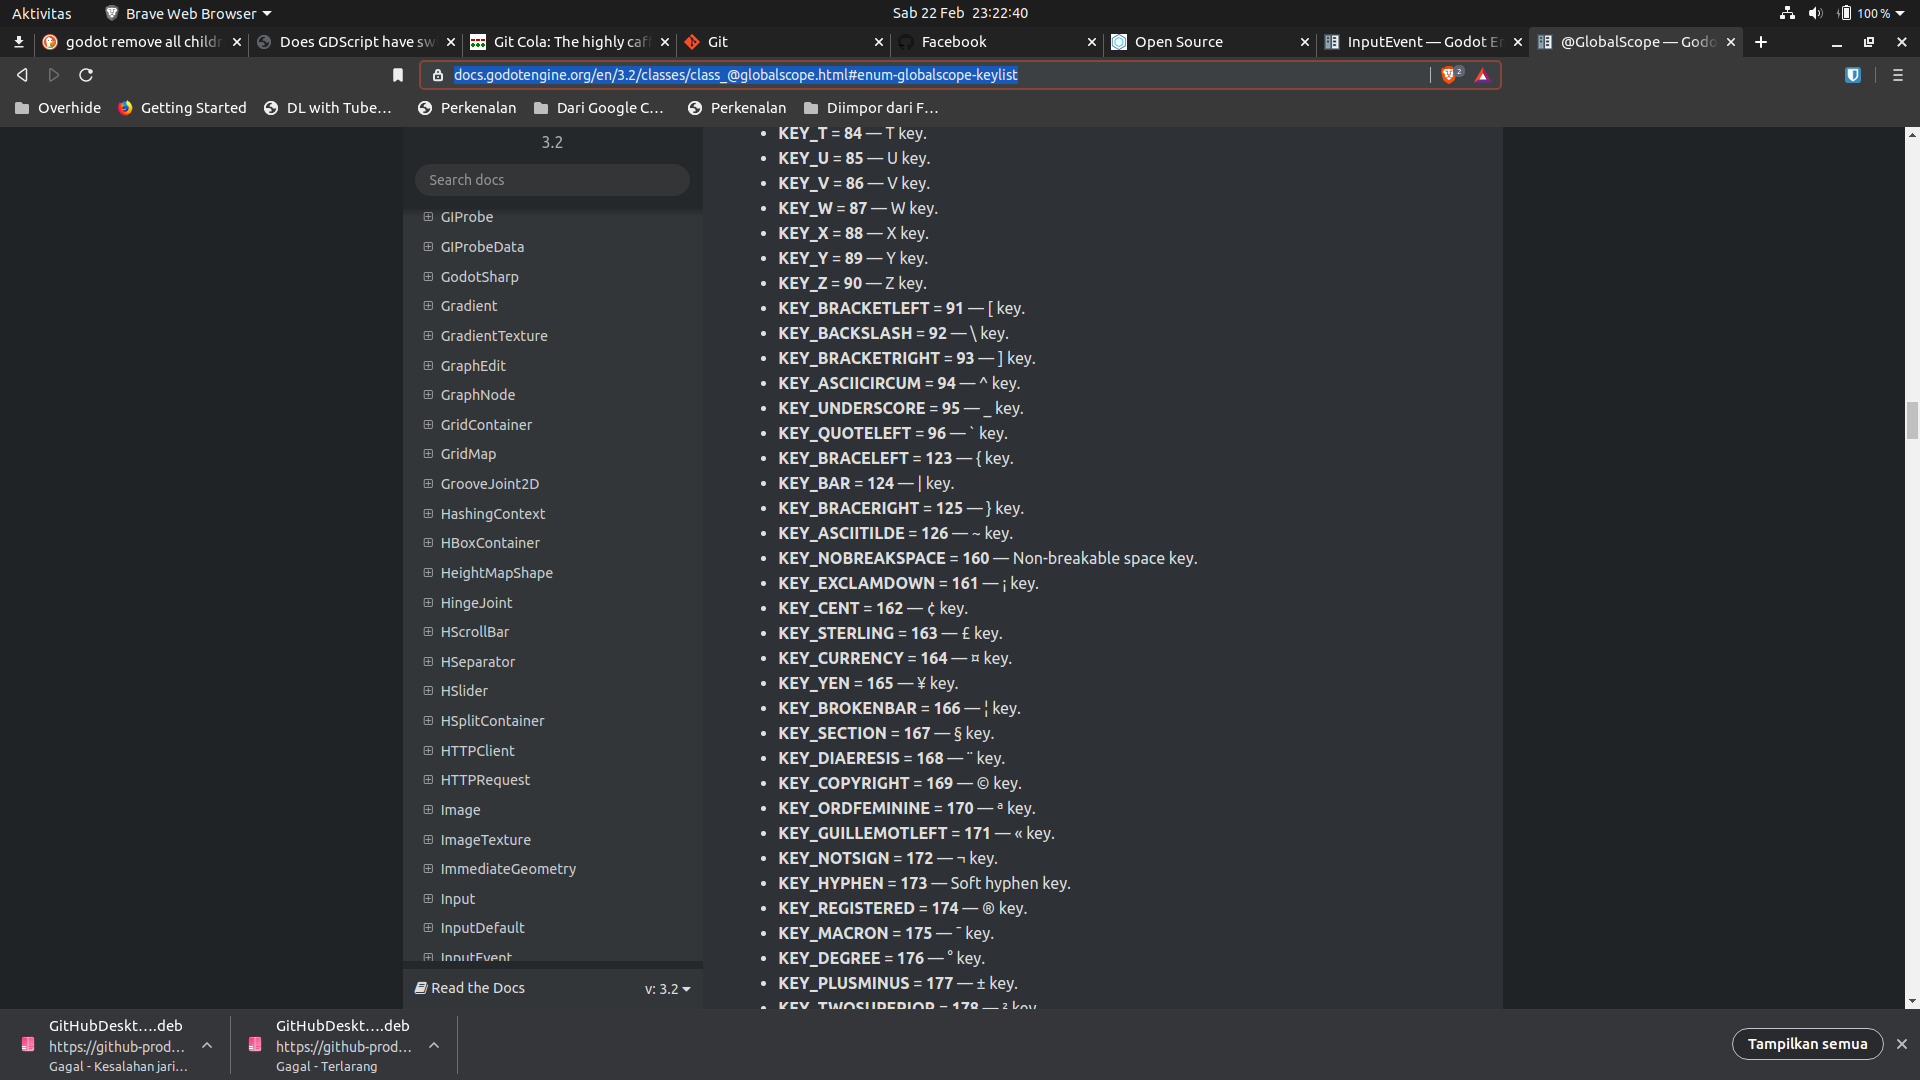 Aktivitas
Brave Web Browser
Sab 22 Feb 23:22:40
100 %
godot remove all childr
Does GDScript have sw
Git Cola: The highly caf
Git
Facebook
Open Source
InputEvent — Godot En
@GlobalScope — Godo
docs.godotengine.org/en/3.2/classes/class_@globalscope.html#enum-globalscope-keylist
2
Overhide
Getting Started
DL with Tube…
Perkenalan
Dari Google C…
Perkenalan
Diimpor dari F…
3.2
Search docs
GIProbe
GIProbeData
GodotSharp
Gradient
GradientTexture
GraphEdit
GraphNode
GridContainer
GridMap
GrooveJoint2D
HashingContext
HBoxContainer
HeightMapShape
HingeJoint
HScrollBar
HSeparator
HSlider
HSplitContainer
HTTPClient
HTTPRequest
Image
ImageTexture
ImmediateGeometry
Input
InputDefault
InputEvent
Read the Docs
v: 3.2
• KEY_T = 84 — T key.
• KEY_U = 85 — U key.
• KEY_V = 86 — V key.
• KEY_W = 87 — W key.
• KEY_X = 88 — X key.
• KEY_Y = 89 — Y key.
• KEY_Z = 90 — Z key.
• KEY_BRACKETLEFT = 91 — [ key.
• KEY_BACKSLASH = 92 — \ key.
• KEY_BRACKETRIGHT = 93 — ] key.
• KEY_ASCIICIRCUM = 94 — ^ key.
• KEY_UNDERSCORE = 95 — _ key.
• KEY_QUOTELEFT = 96 — ` key.
• KEY_BRACELEFT = 123 — { key.
• KEY_BAR = 124 — | key.
• KEY_BRACERIGHT = 125 — } key.
• KEY_ASCIITILDE = 126 — ~ key.
• KEY_NOBREAKSPACE = 160 — Non-breakable space key.
• KEY_EXCLAMDOWN = 161 — ¡ key.
• KEY_CENT = 162 — ¢ key.
• KEY_STERLING = 163 — £ key.
• KEY_CURRENCY = 164 — ¤ key.
• KEY_YEN = 165 — ¥ key.
• KEY_BROKENBAR = 166 — ¦ key.
• KEY_SECTION = 167 — § key.
• KEY_DIAERESIS = 168 — ¨ key.
• KEY_COPYRIGHT = 169 — © key.
• KEY_ORDFEMININE = 170 — ª key.
• KEY_GUILLEMOTLEFT = 171 — « key.
• KEY_NOTSIGN = 172 — ¬ key.
• KEY_HYPHEN = 173 — Soft hyphen key.
• KEY_REGISTERED = 174 — ® key.
• KEY_MACRON = 175 — ¯ key.
• KEY_DEGREE = 176 — ° key.
• KEY_PLUSMINUS = 177 — ± key.
• KEY_TWOSUPERIOR = 178 — ² key.
GitHubDeskt….deb
https://github-prod…
Gagal - Kesalahan jari…
GitHubDeskt….deb
https://github-prod…
Gagal - Terlarang
Tampilkan semua